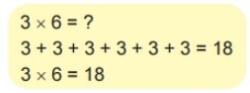 3 × 6 = ?
3 + 3 + 3 + 3 + 3 + 3 = 18
3 × 6 = 18